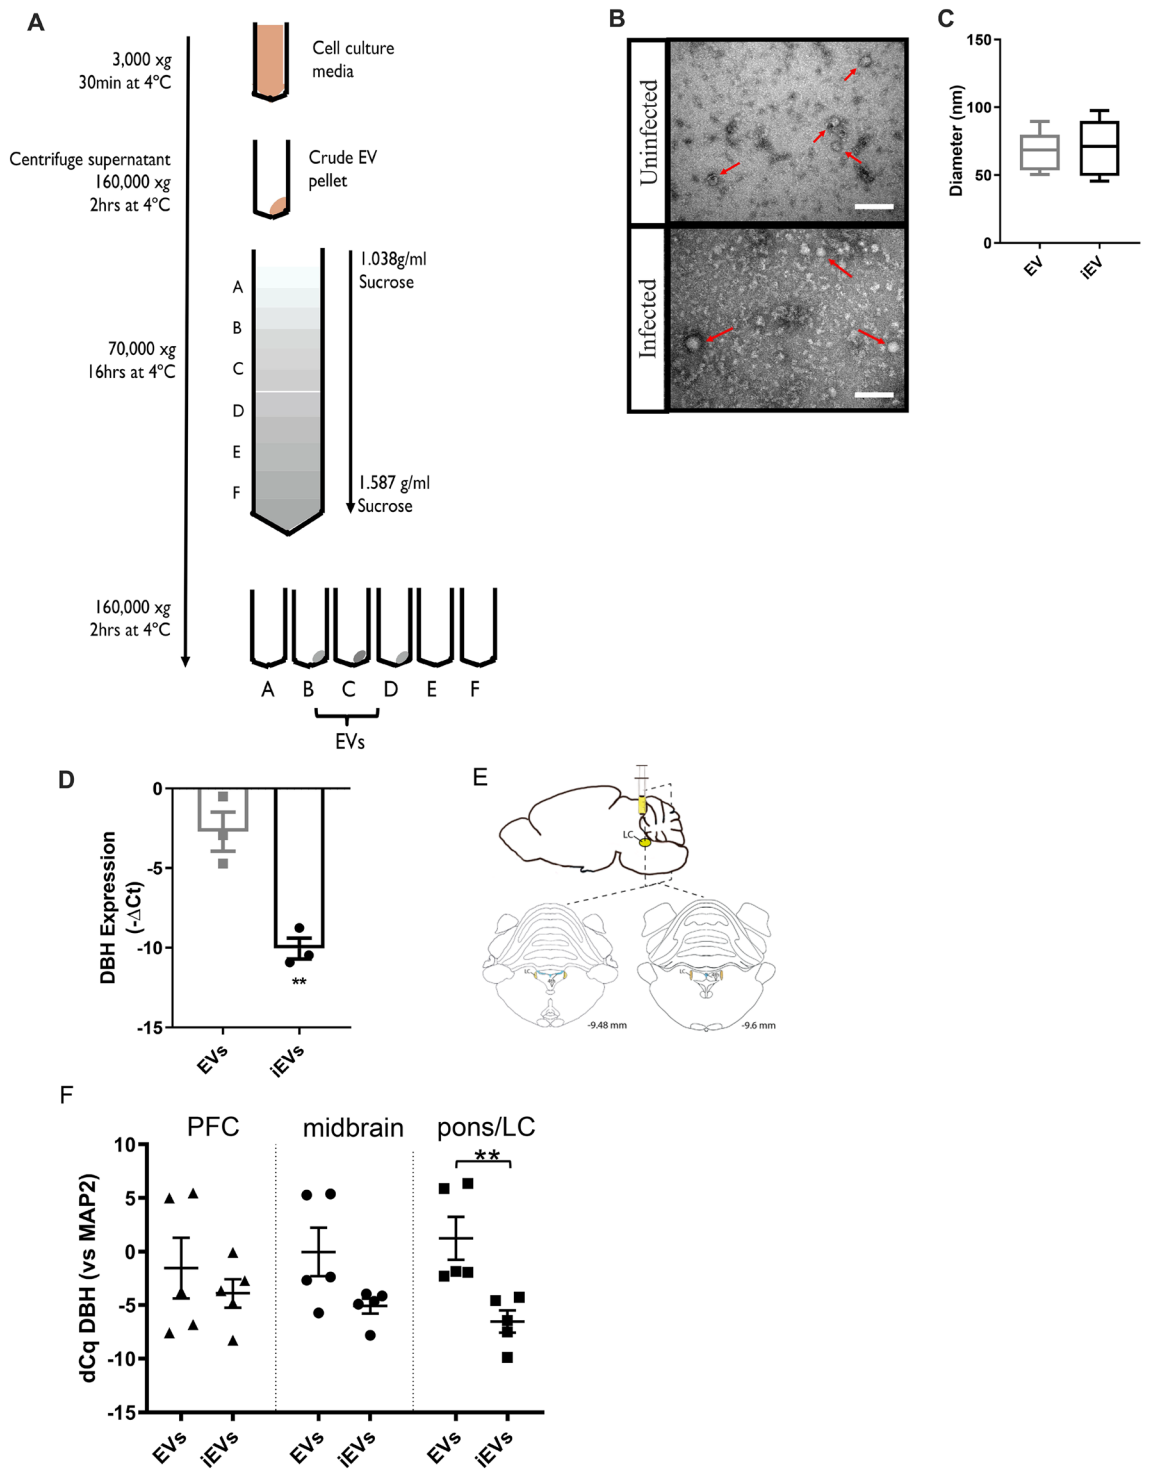 A
3,000 xg
30min at 4°C
Cell culture
media
Centrifuge supernatant
160,000 xg
2hrs at 4°C
Crude EV
pellet
1.038g/ml
Sucrose
A
B
C
D
E
F
70,000 xg
16hrs at 4°C
1.587 g/ml
Sucrose
160,000 xg
2hrs at 4°C
A B C D E F
EVs
B
Uninfected
Infected
C
Diameter (nm)
150
100
50
0
EV
iEV
D
DBH Expression
(-ΔCt)
0
-5
-10
-15
**
EVs
iEVs
E
LC
LC
-9.48 mm
LC
-9.6 mm
F
PFC midbrain pons/LC
**
dCq DBH (vs MAP2)
10
5
0
-5
-10
-15
EVs iEVs EVs iEVs EVs iEVs